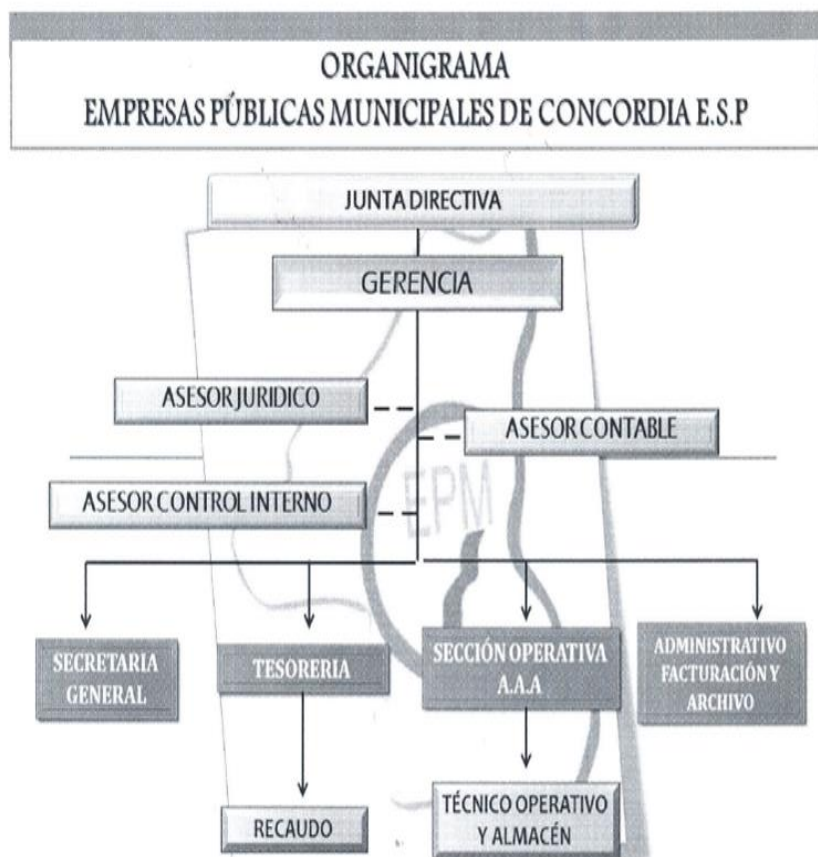 ORGANIGRAMA
EMPRESAS PÚBLICAS MUNICIPALES DE CONCORDIA E.S.P
JUNTA DIRECTIVA
GERENCIA
ASESOR JURIDICO
ASESOR CONTABLE
ASESOR CONTROL INTERNO
EPM
SECRETARIA
GENERAL
TESORERIA
SECCIÓN OPERATIVA
A.A.A
ADMINISTRATIVO
FACTURACIÓN Y
ARCHIVO
RECAUDO
TÉCNICO OPERATIVO
Y ALMACÉN